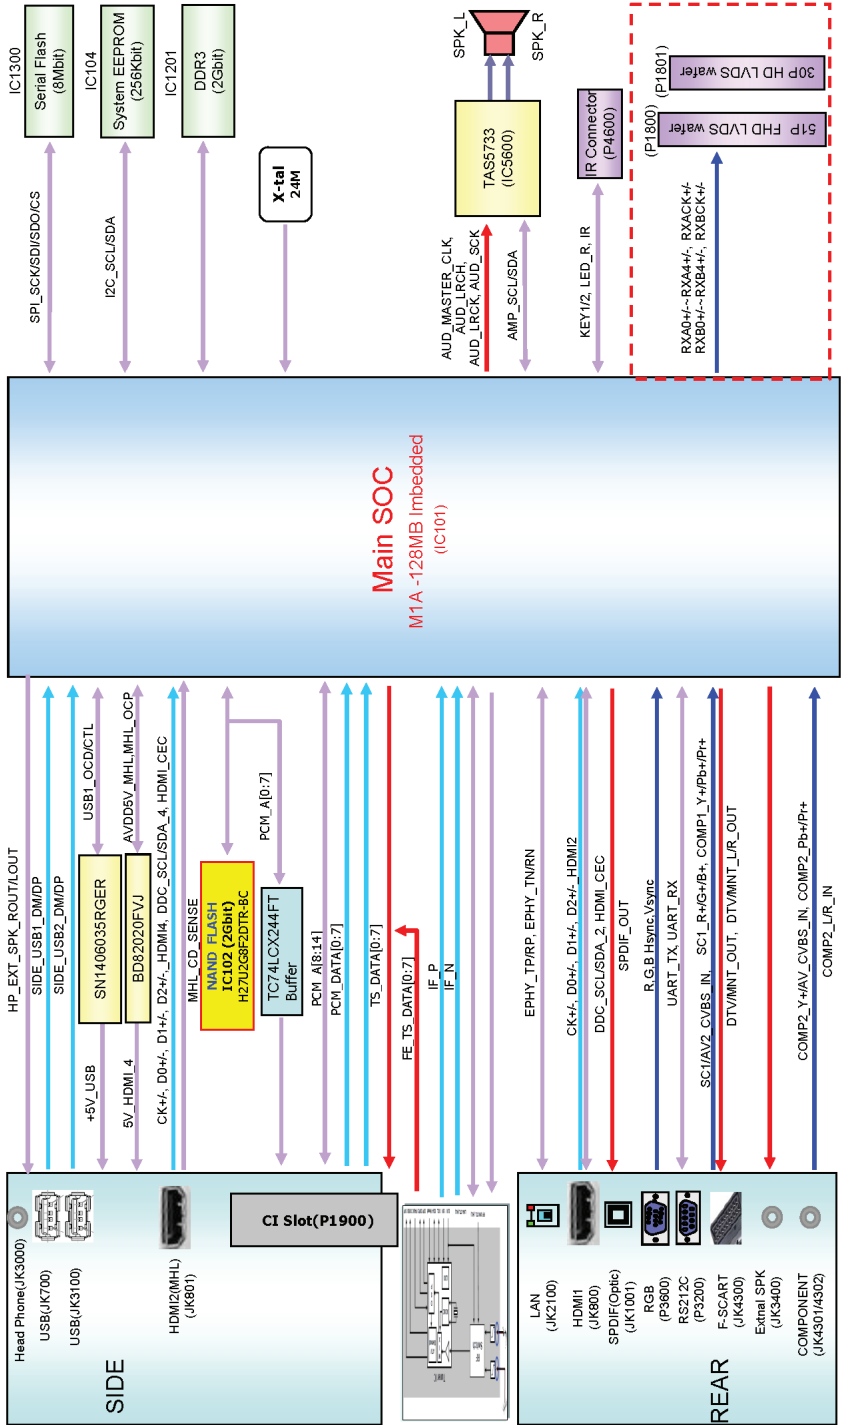 IC1300
Serial Flash
(8Mbit)
IC104
System EEPROM
(256Kbit)
IC1201
DDR3
(2Gbit)
X-tal
24M
SPK_L
SPK_R
TAS5733
(IC5600)
IR Connector
(P4600)
(P1800)
51P FHD LVDS wafer
(P1801)
30P HD LVDS wafer
SPI_SCK/SDI/SDO/CS
I2C_SCL/SDA
AUD_MASTER_CLK,
AUD_LRCH,
AUD_LRCK, AUD_SCK
AMP_SCL/SDA
KEY1/2, LED_R, IR
RXA0+/-~RXA4+/-, RXACK+/-
RXB0+/-~RXB4+/-, RXBCK+/-
Main SOC
M1A -128MB Imbedded
(IC101)
HP_EXT_SPK_ROUT/LOUT
SIDE_USB1_DM/DP
SIDE_USB2_DM/DP
USB1_OCD/CTL
SN1406035RGER
+5V_USB
AVDD5V_MHL,MHL_OCP
BD82020FVJ
5V_HDMI_4
CK+/-, D0+/-, D1+/-, D2+/-_HDMI4, DDC_SCL/SDA_4, HDMI_CEC
MHL_CD_SENSE
NAND FLASH
IC102 (2Gbit)
H27U2G8F2DTR-BC
PCM_A[0:7]
TC74LCX244FT
Buffer
PCM_A[8:14]
PCM_DATA[0:7]
TS_DATA[0:7]
FE_TS_DATA[0:7]
IF_P
IF_N
EPHY_TP/RP, EPHY_TN/RN
CK+/-, D0+/-, D1+/-, D2+/-_HDMI2
DDC_SCL/SDA_2, HDMI_CEC
SPDIF_OUT
R,G,B Hsync,Vsync
UART_TX, UART_RX
SC1/AV2_CVBS_IN, SC1_R+/G+/B+, COMP1_Y+/Pb+/Pr+
DTV/MNT_OUT, DTV/MNT_L/R_OUT
COMP2_Y+/AV_CVBS_IN, COMP2_Pb+/Pr+
COMP2_L/R_IN
Head Phone(JK3000)
USB(JK700)
USB(JK3100)
HDMI2(MHL)
(JK801)
SIDE
CI Slot(P1900)
LAN
(JK2100)
HDMI1
(JK800)
SPDIF(Optic)
(JK1001)
RGB
(P3600)
RS212C
(P3200)
F-SCART
(JK4300)
Extnal SPK
(JK3400)
COMPONENT
(JK4301/4302)
REAR